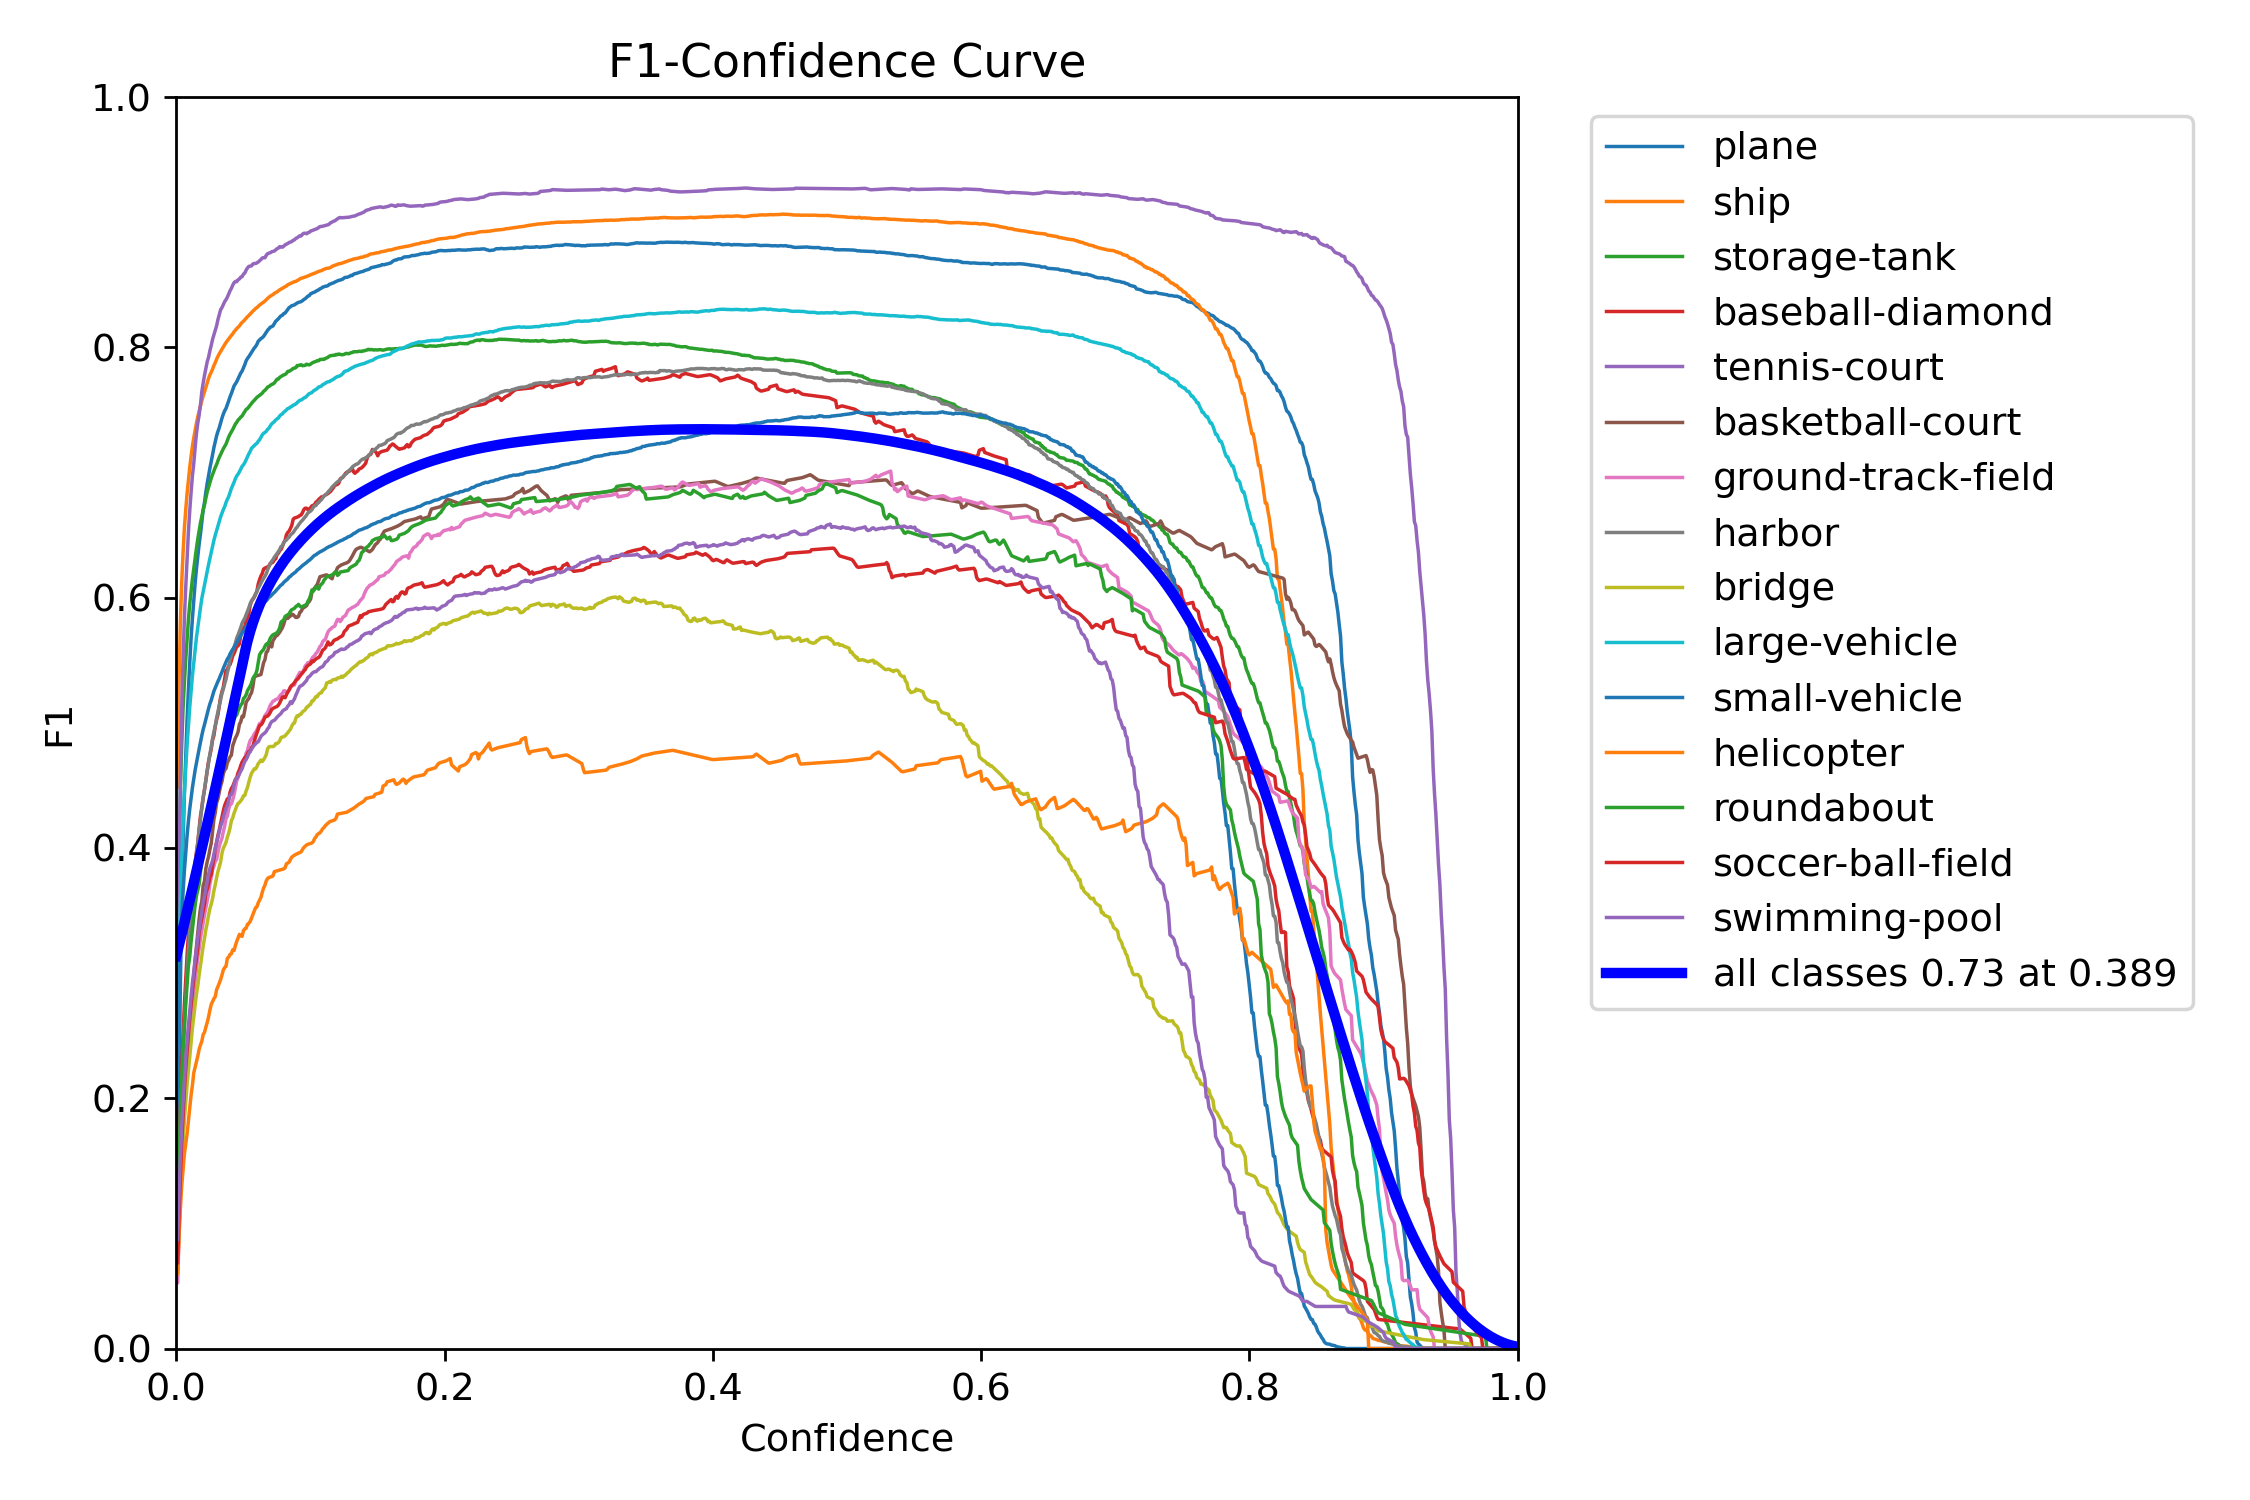 F1-Confidence Curve
1.0
0.8
0.6
0.4
0.2
0.0
F1
0.0 0.2 0.4 0.6 0.8 1.0
Confidence
plane
ship
storage-tank
baseball-diamond
tennis-court
basketball-court
ground-track-field
harbor
bridge
large-vehicle
small-vehicle
helicopter
roundabout
soccer-ball-field
swimming-pool
all classes 0.73 at 0.389